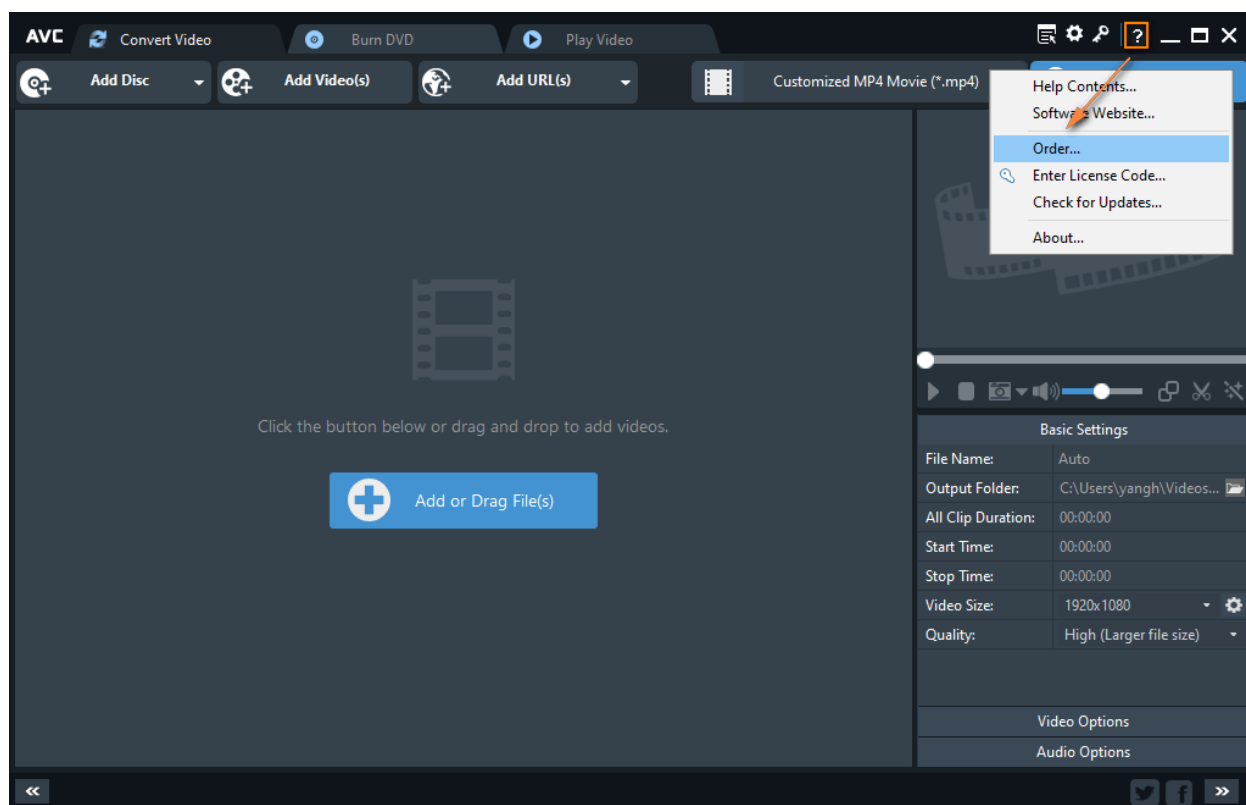 AVC Convert Video Burn DVD Play Video ?
Add Disc Add Video(s) Add URL(s) Customized MP4 Movie (*.mp4)
Help Contents...
Software Website...
Order...
Enter License Code...
Check for Updates...
About...
Click the button below or drag and drop to add videos.
Add or Drag File(s)
Basic Settings
File Name: Auto
Output Folder: C:\Users\yangh\Videos...
All Clip Duration: 00:00:00
Start Time: 00:00:00
Stop Time: 00:00:00
Video Size: 1920x1080
Quality: High (Larger file size)
Video Options
Audio Options